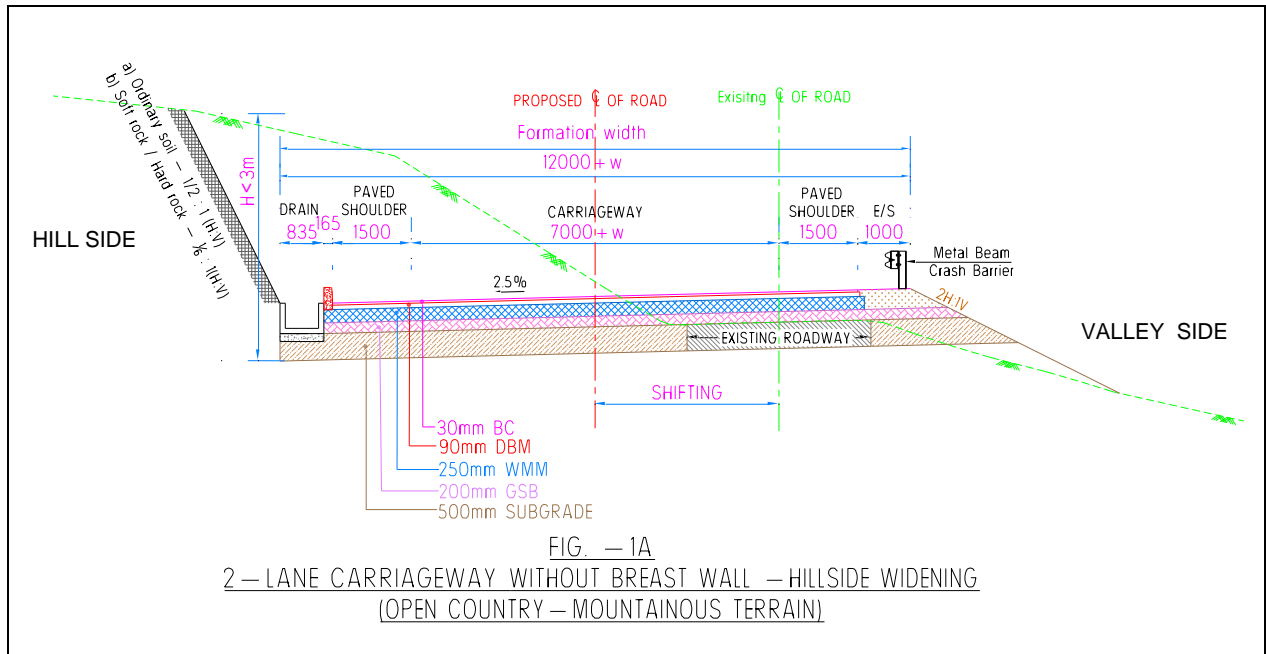 a) Ordinary soil – 1/2 : 1 (H:V)
b) Soft rock / Hard rock – 1/6 : 1(H:V)
PROPOSED ℄ OF ROAD
Exisitng ℄ OF ROAD
Formation width
12000+w
H<3m
DRAIN
835
165
PAVED
SHOULDER
1500
CARRIAGEWAY
7000+w
PAVED
SHOULDER
1500
E/S
1000
HILL SIDE
Metal Beam
Crash Barrier
2.5%
2H:1V
EXISTING ROADWAY
VALLEY SIDE
SHIFTING
30mm BC
90mm DBM
250mm WMM
200mm GSB
500mm SUBGRADE
FIG. –1A
2–LANE CARRIAGEWAY WITHOUT BREAST WALL –HILLSIDE WIDENING
(OPEN COUNTRY–MOUNTAINOUS TERRAIN)